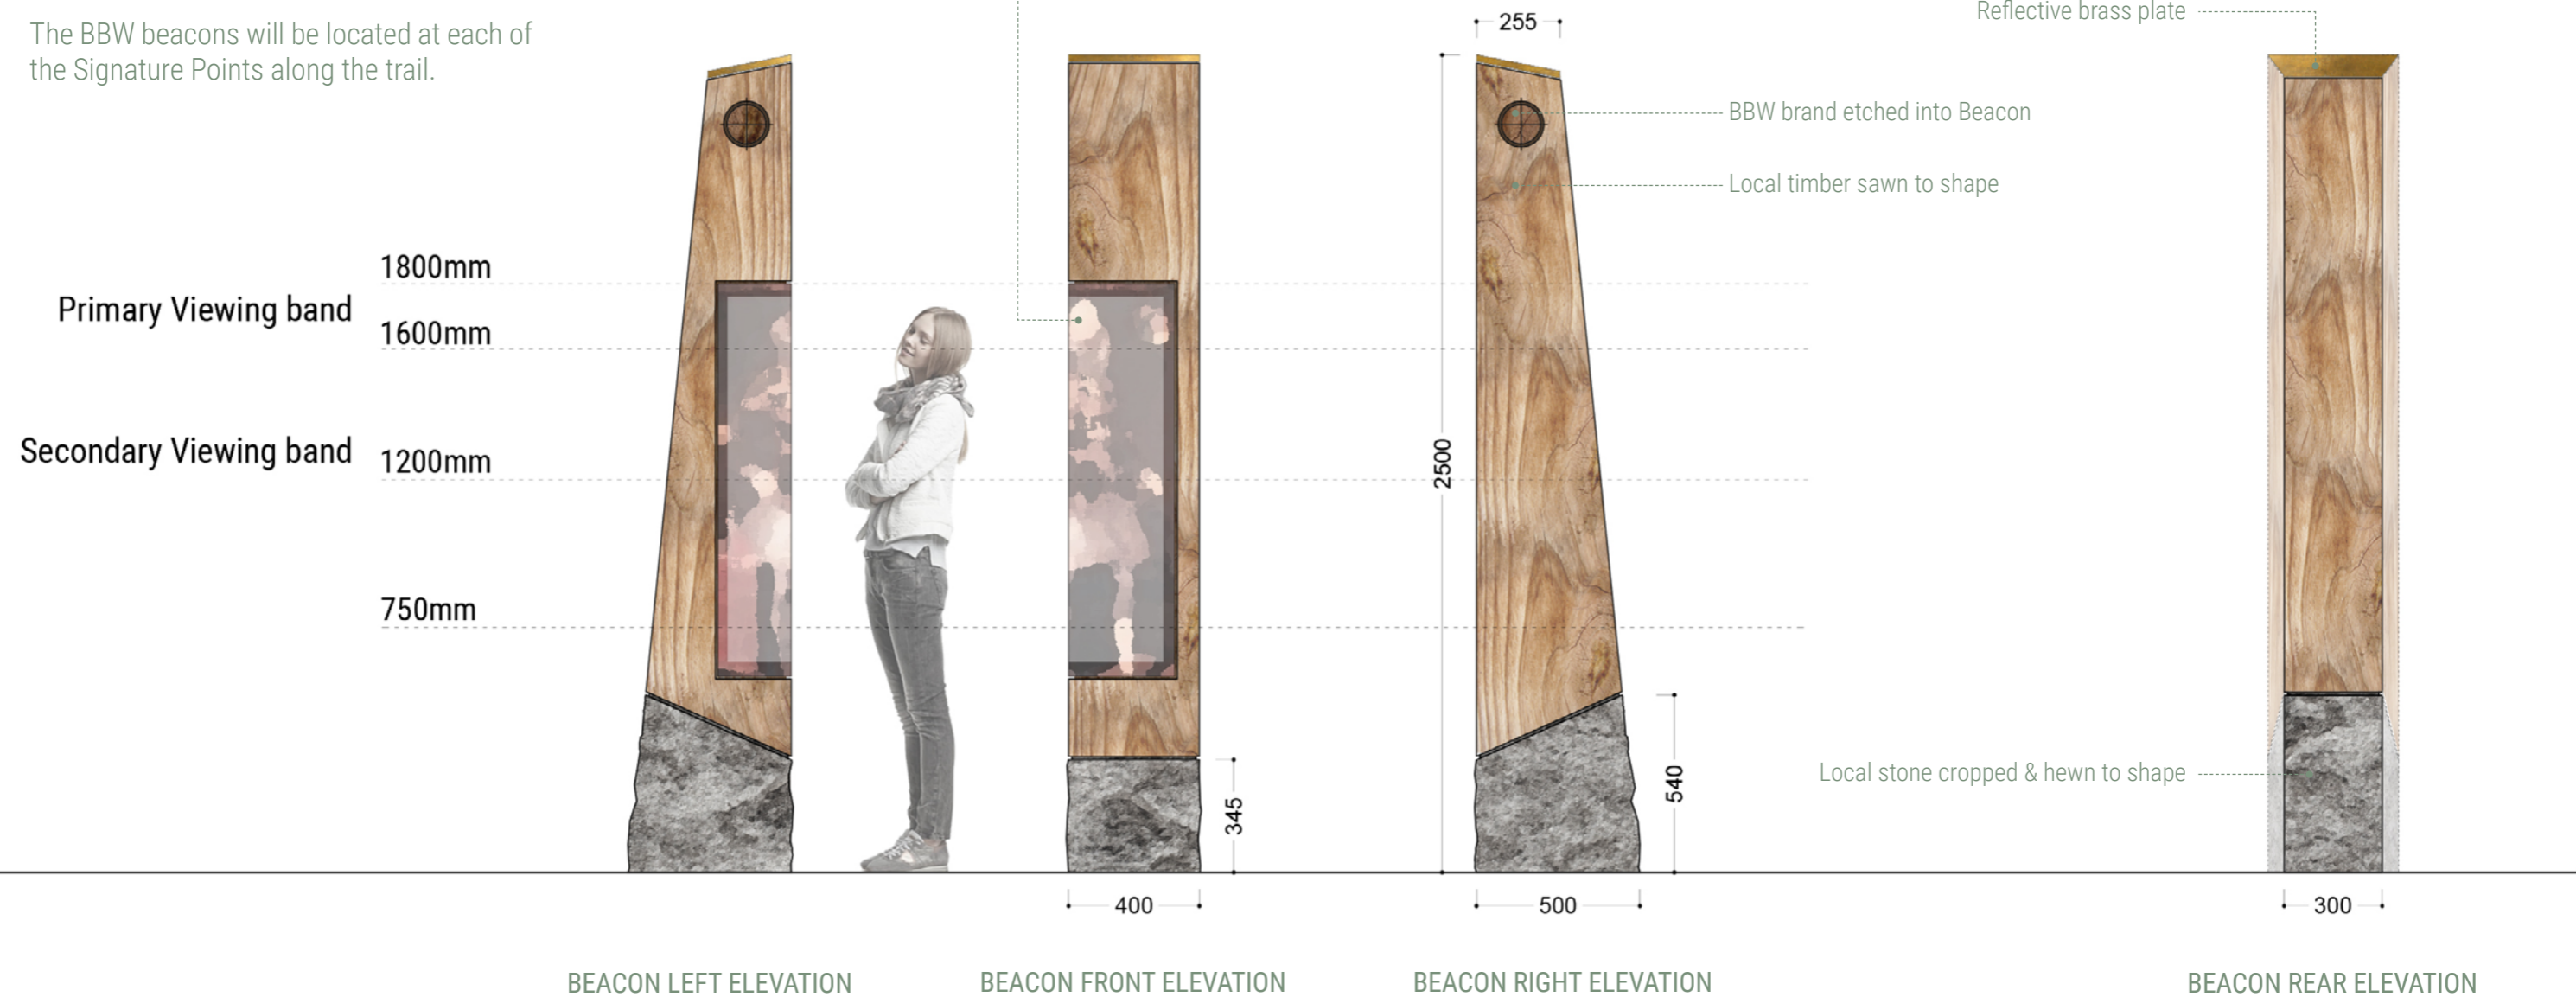 The BBW beacons will be located at each of
the Signature Points along the trail.
255
Reflective brass plate
BBW brand etched into Beacon
Local timber sawn to shape
1800mm
Primary Viewing band
1600mm
Secondary Viewing band
1200mm
2500
750mm
345
540
Local stone cropped & hewn to shape
400
500
300
BEACON LEFT ELEVATION
BEACON FRONT ELEVATION
BEACON RIGHT ELEVATION
BEACON REAR ELEVATION